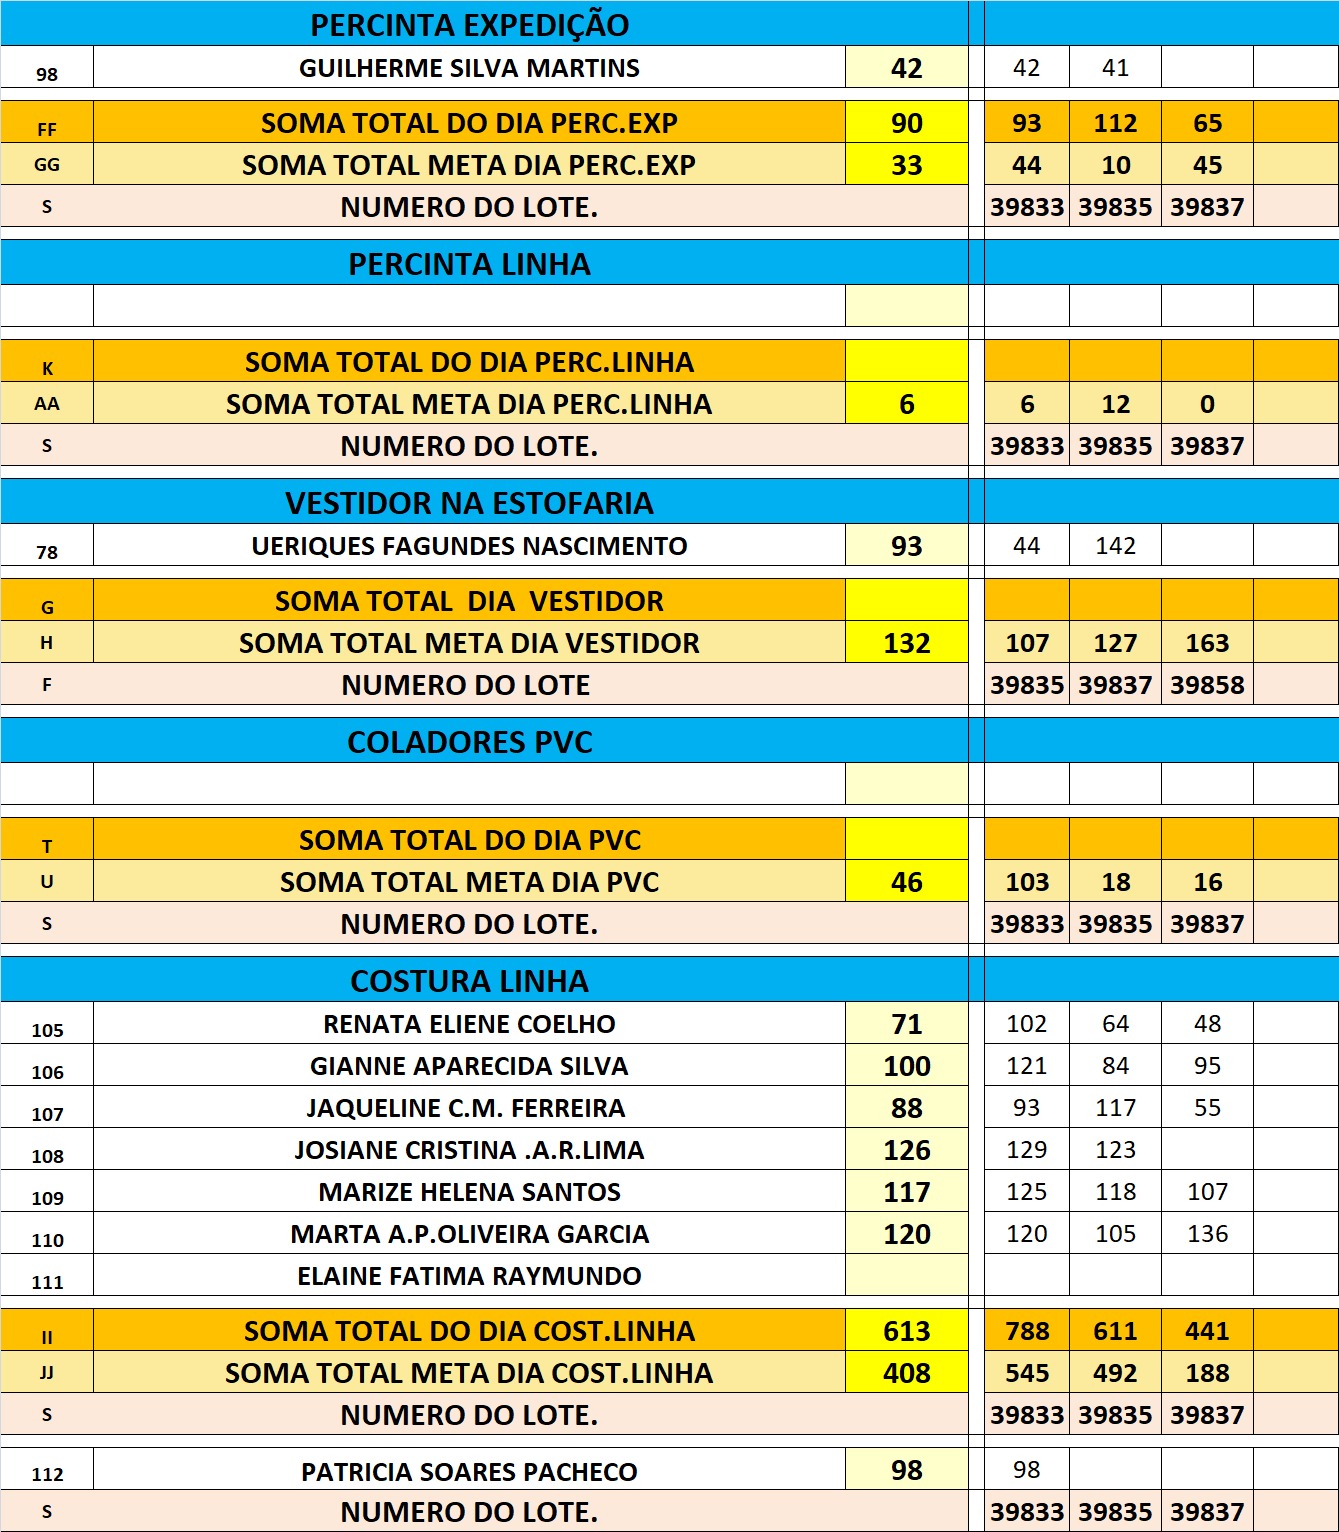 PERCINTA EXPEDIÇÃO
98 GUILHERME SILVA MARTINS 42 42 41
FF SOMA TOTAL DO DIA PERC.EXP 90 93 112 65
GG SOMA TOTAL META DIA PERC.EXP 33 44 10 45
S NUMERO DO LOTE. 39833 39835 39837
PERCINTA LINHA
K SOMA TOTAL DO DIA PERC.LINHA
AA SOMA TOTAL META DIA PERC.LINHA 6 6 12 0
S NUMERO DO LOTE. 39833 39835 39837
VESTIDOR NA ESTOFARIA
78 UERIQUES FAGUNDES NASCIMENTO 93 44 142
G SOMA TOTAL DIA VESTIDOR
H SOMA TOTAL META DIA VESTIDOR 132 107 127 163
F NUMERO DO LOTE 39835 39837 39858
COLADORES PVC
T SOMA TOTAL DO DIA PVC
U SOMA TOTAL META DIA PVC 46 103 18 16
S NUMERO DO LOTE. 39833 39835 39837
COSTURA LINHA
105 RENATA ELIENE COELHO 71 102 64 48
106 GIANNE APARECIDA SILVA 100 121 84 95
107 JAQUELINE C.M. FERREIRA 88 93 117 55
108 JOSIANE CRISTINA .A.R.LIMA 126 129 123
109 MARIZE HELENA SANTOS 117 125 118 107
110 MARTA A.P.OLIVEIRA GARCIA 120 120 105 136
111 ELAINE FATIMA RAYMUNDO
II SOMA TOTAL DO DIA COST.LINHA 613 788 611 441
JJ SOMA TOTAL META DIA COST.LINHA 408 545 492 188
S NUMERO DO LOTE. 39833 39835 39837
112 PATRICIA SOARES PACHECO 98 98
S NUMERO DO LOTE. 39833 39835 39837